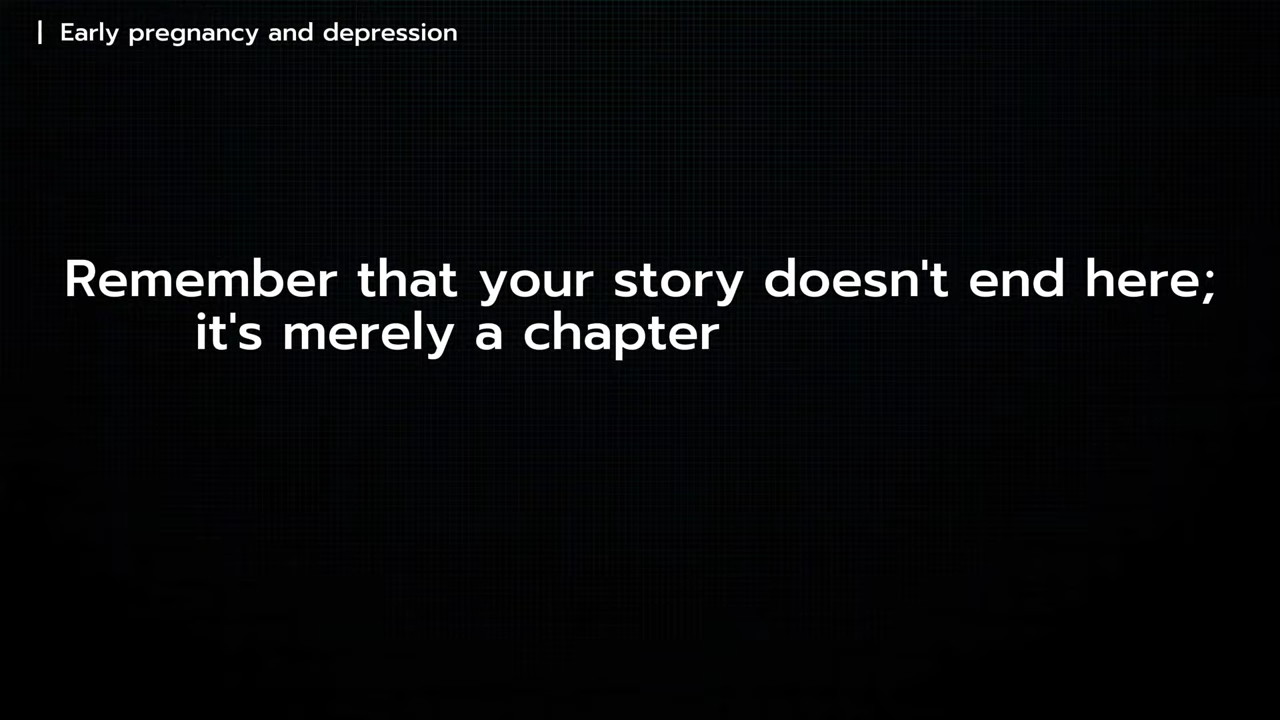 Early pregnancy and depression
Remember that your story doesn't end here;
it's merely a chapter